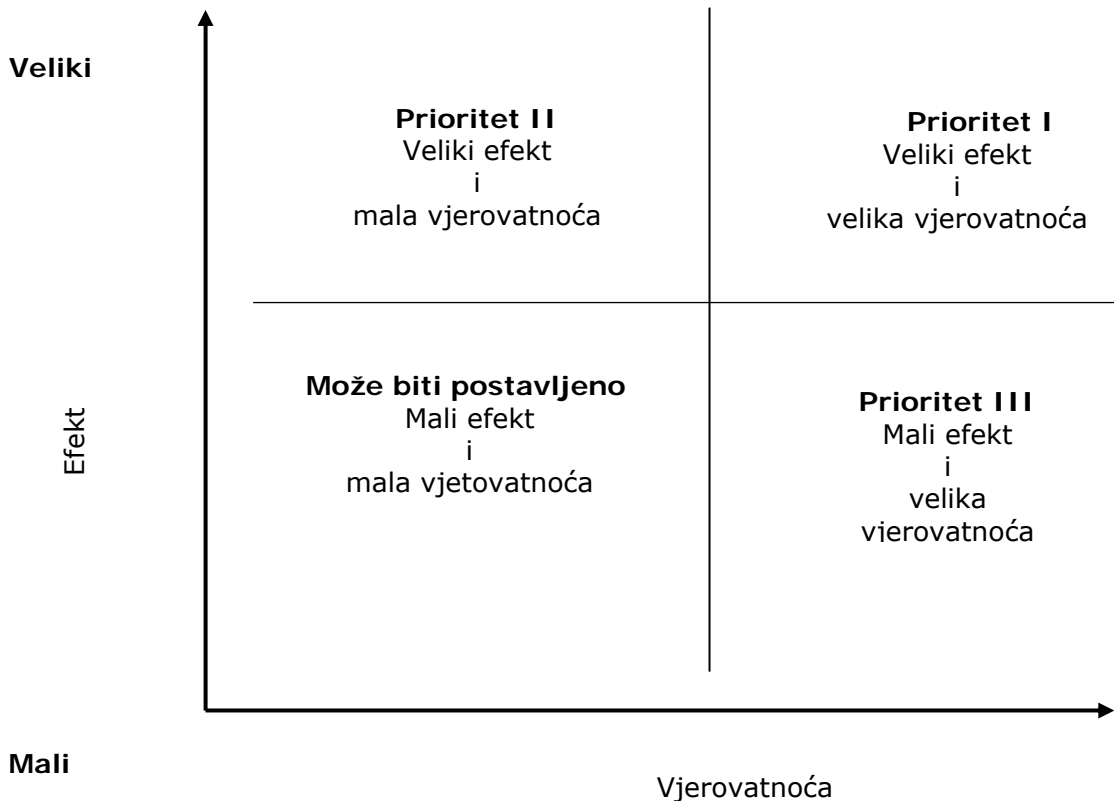 Veliki
Prioritet II
Veliki efekt
i
mala vjerovatnoća
Prioritet I
Veliki efekt
i
velika vjerovatnoća
Efekt
Može biti postavljeno
Mali efekt
i
mala vjetovatnoća
Prioritet III
Mali efekt
i
velika
vjerovatnoća
Mali
Vjerovatnoća